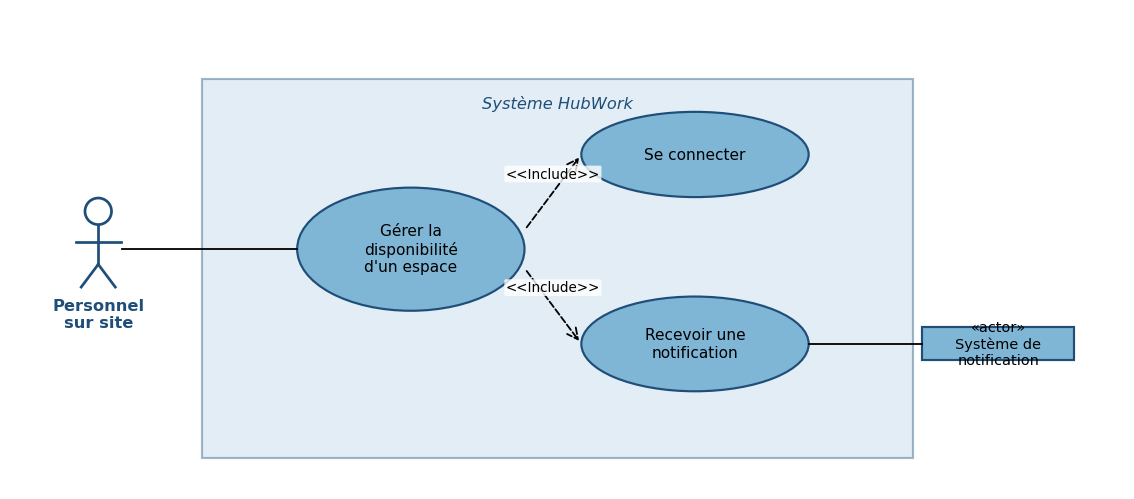 Système HubWork
Se connecter
<<Include>>
Gérer la
disponibilité
d'un espace
<<Include>>
Personnel
sur site
Recevoir une
notification
«actor»
Système de
notification